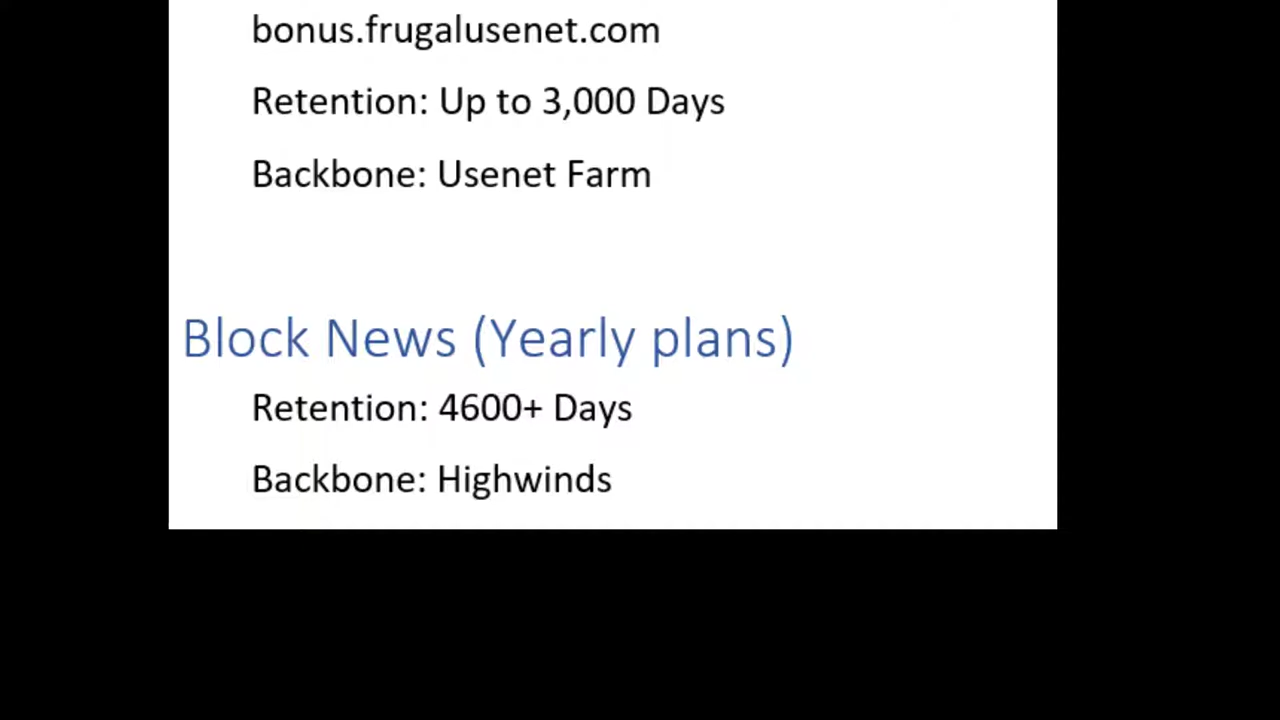 bonus.frugalusenet.com
Retention: Up to 3,000 Days
Backbone: Usenet Farm
Block News (Yearly plans)
Retention: 4600+ Days
Backbone: Highwinds